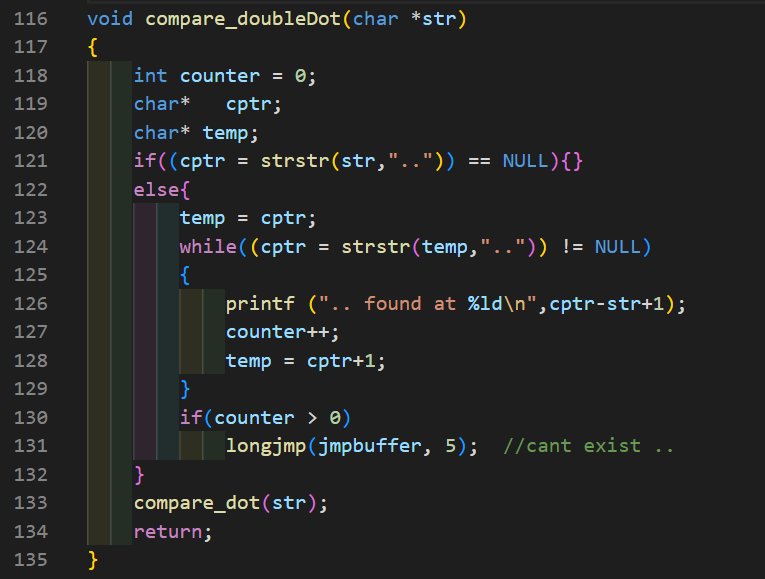 116 void compare_doubleDot(char *str)
117 {
118     int counter = 0;
119     char*   cptr;
120     char* temp;
121     if((cptr = strstr(str,"..")) == NULL){}
122     else{
123         temp = cptr;
124         while((cptr = strstr(temp,"..")) != NULL)
125         {
126             printf (".. found at %ld\n",cptr-str+1);
127             counter++;
128             temp = cptr+1;
129         }
130         if(counter > 0)
131             longjmp(jmpbuffer, 5);  //cant exist ..
132     }
133     compare_dot(str);
134     return;
135 }